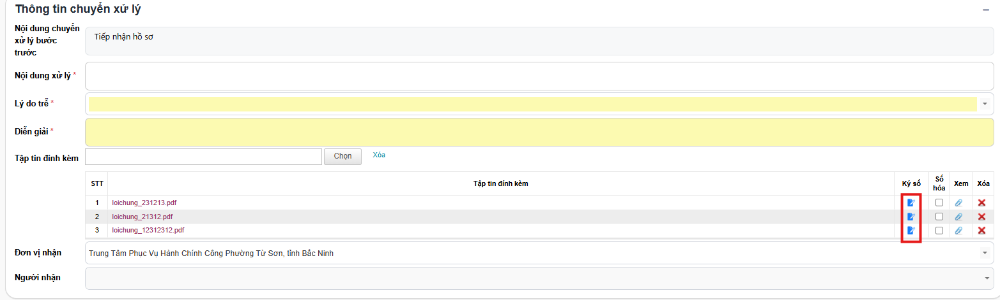 Thông tin chuyển xử lý
Nội dung chuyển
xử lý bước
trước
Tiếp nhận hồ sơ
Nội dung xử lý *
Lý do trễ *
Diễn giải *
Tập tin đính kèm
Chọn
Xóa
STT Tập tin đính kèm Ký số Số hóa Xem Xóa
1 loichung_231213.pdf
2 loichung_21312.pdf
3 loichung_12312312.pdf
Đơn vị nhận Trung Tâm Phục Vụ Hành Chính Công Phường Từ Sơn, tỉnh Bắc Ninh
Người nhận